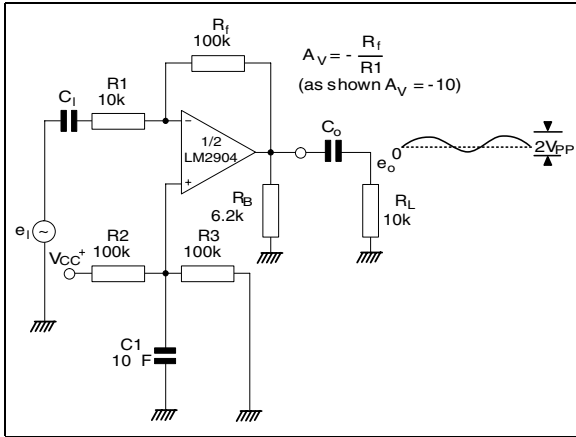 Rf
100k
AV = - Rf
R1
(as shown AV = -10)
CI
R1
10k
1/2
LM2904
Co
0
eo
2VPP
RB
6.2k
RL
10k
eI
~
VCC+
R2
100k
R3
100k
C1
10 F